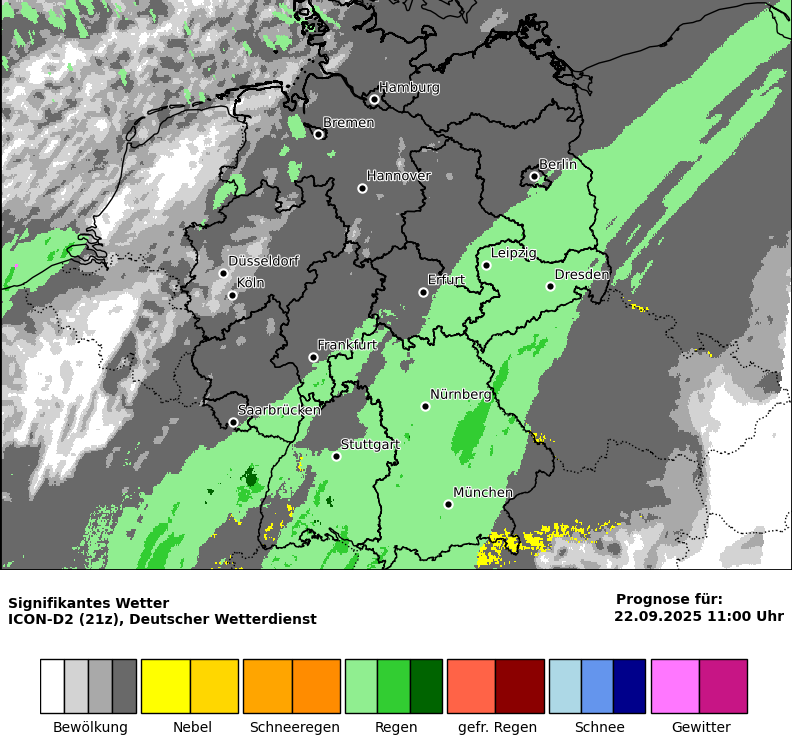 Hamburg
Bremen
Berlin
Hannover
Leipzig
Düsseldorf
Dresden
Köln
Erfurt
Frankfurt
Nürnberg
Saarbrücken
Stuttgart
München
Signifikantes Wetter
ICON-D2 (21z), Deutscher Wetterdienst
Prognose für:
22.09.2025 11:00 Uhr
Bewölkung Nebel Schneeregen Regen gefr. Regen Schnee Gewitter